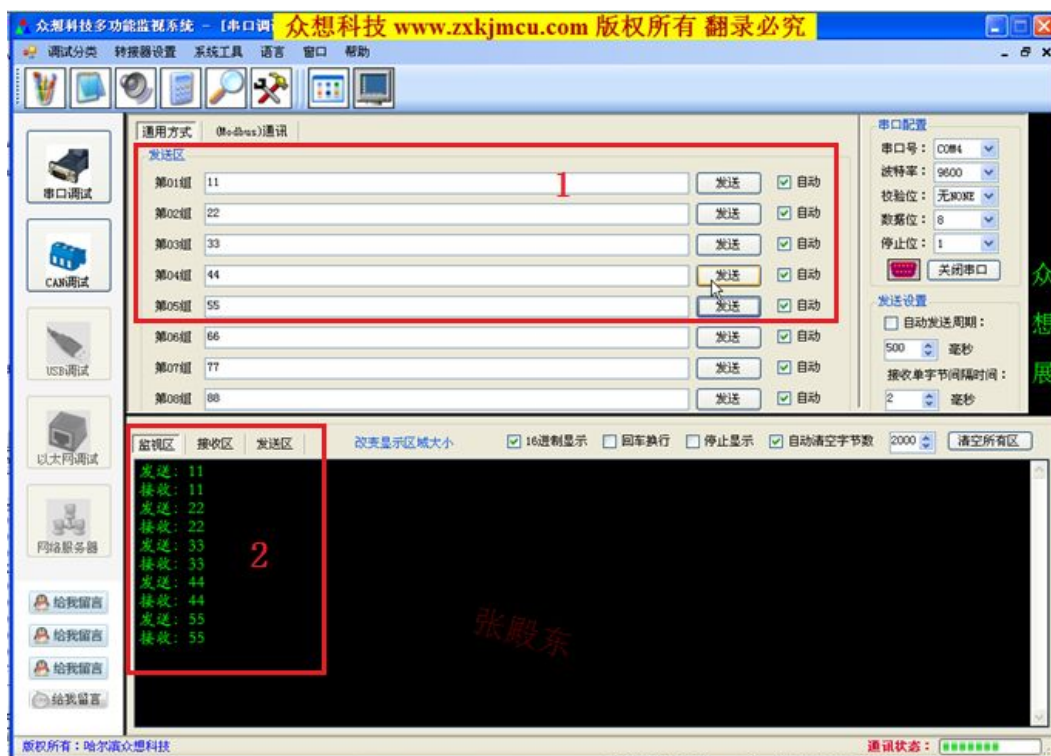 众想科技多功能监视系统 - [串口调
众想科技 www.zxkjmcu.com 版权所有 翻录必究
调试分类 转接器设置 系统工具 语言 窗口 帮助
通用方式 (Modbus)通讯
发送区
第01组 11 发送 自动
第02组 22 发送 自动
第03组 33 发送 自动
第04组 44 发送 自动
第05组 55 发送 自动
第06组 66 发送 自动
第07组 77 发送 自动
第08组 88 发送 自动
1
串口配置
串口号: COM4
波特率: 9600
校验位: 无NONE
数据位: 8
停止位: 1
关闭串口
发送设置
自动发送周期:
500 毫秒
接收单字节间隔时间:
2 毫秒
众
想
展
串口调试
CAN调试
USB调试
以太网调试
网络服务器
给我留言
给我留言
给我留言
给我留言
监视区 接收区 发送区 改变显示区域大小 16进制显示 回车换行 停止显示 自动清空字节数 2000 清空所有区
发送: 11
接收: 11
发送: 22
接收: 22
发送: 33
接收: 33
发送: 44
接收: 44
发送: 55
接收: 55
2
张殿东
版权所有:哈尔滨众想科技
通讯状态: